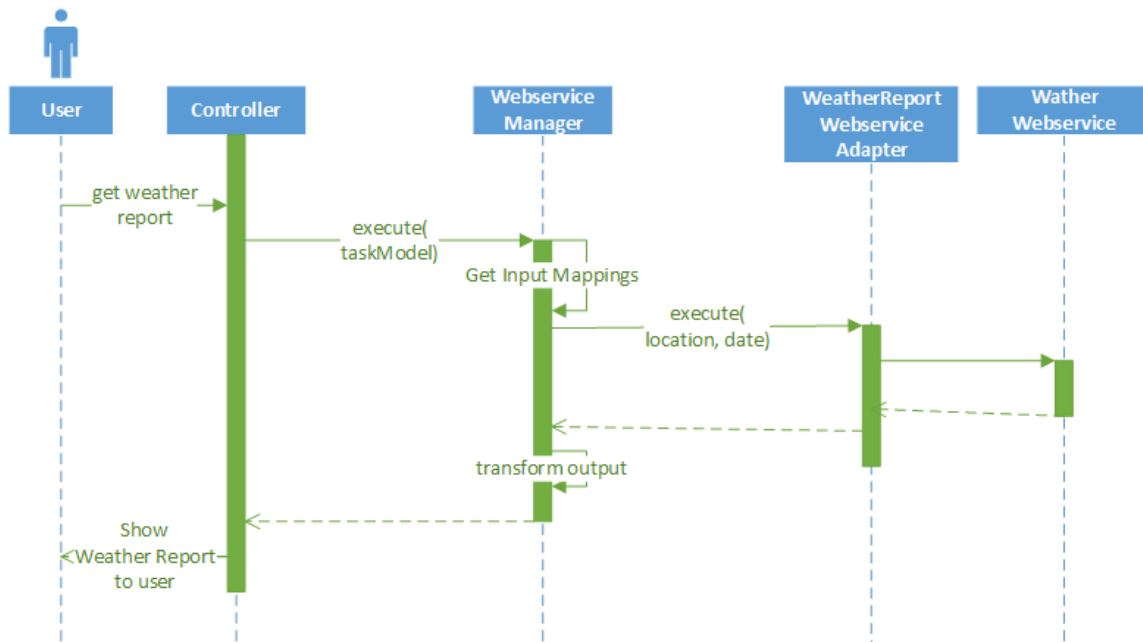 User
Controller
Webservice
Manager
WeatherReport
Webservice
Adapter
Wather
Webservice
get weather
report
execute(
taskModel)
Get Input Mappings
execute(
location, date)
transform output
Show
Weather Report
to user